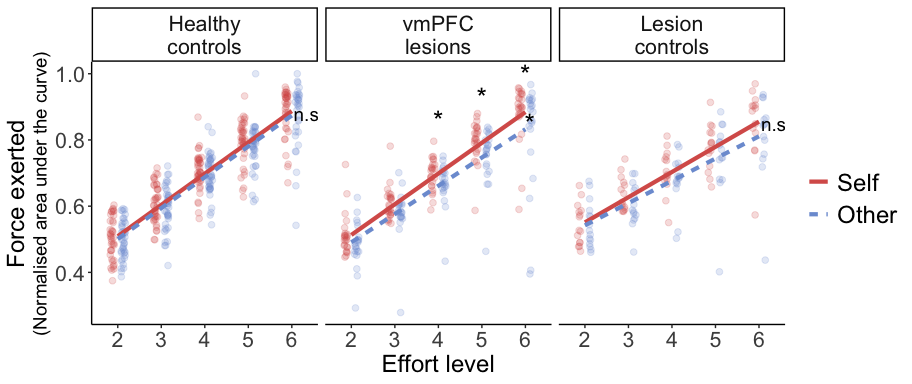 Healthy
controls
vmPFC
lesions
Lesion
controls
Force exerted
(Normalised area under the curve)
1.0
0.8
0.6
0.4
n.s
*
*
*
*
n.s
2 3 4 5 6
2 3 4 5 6
2 3 4 5 6
Effort level
Self
Other